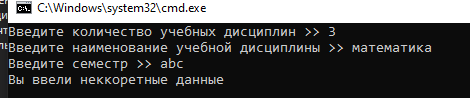 C:\Windows\system32\cmd.exe
Введите количество учебных дисциплин >> 3
Введите наименование учебной дисциплины >> математика
Введите семестр >> abc
Вы ввели неккоретные данные